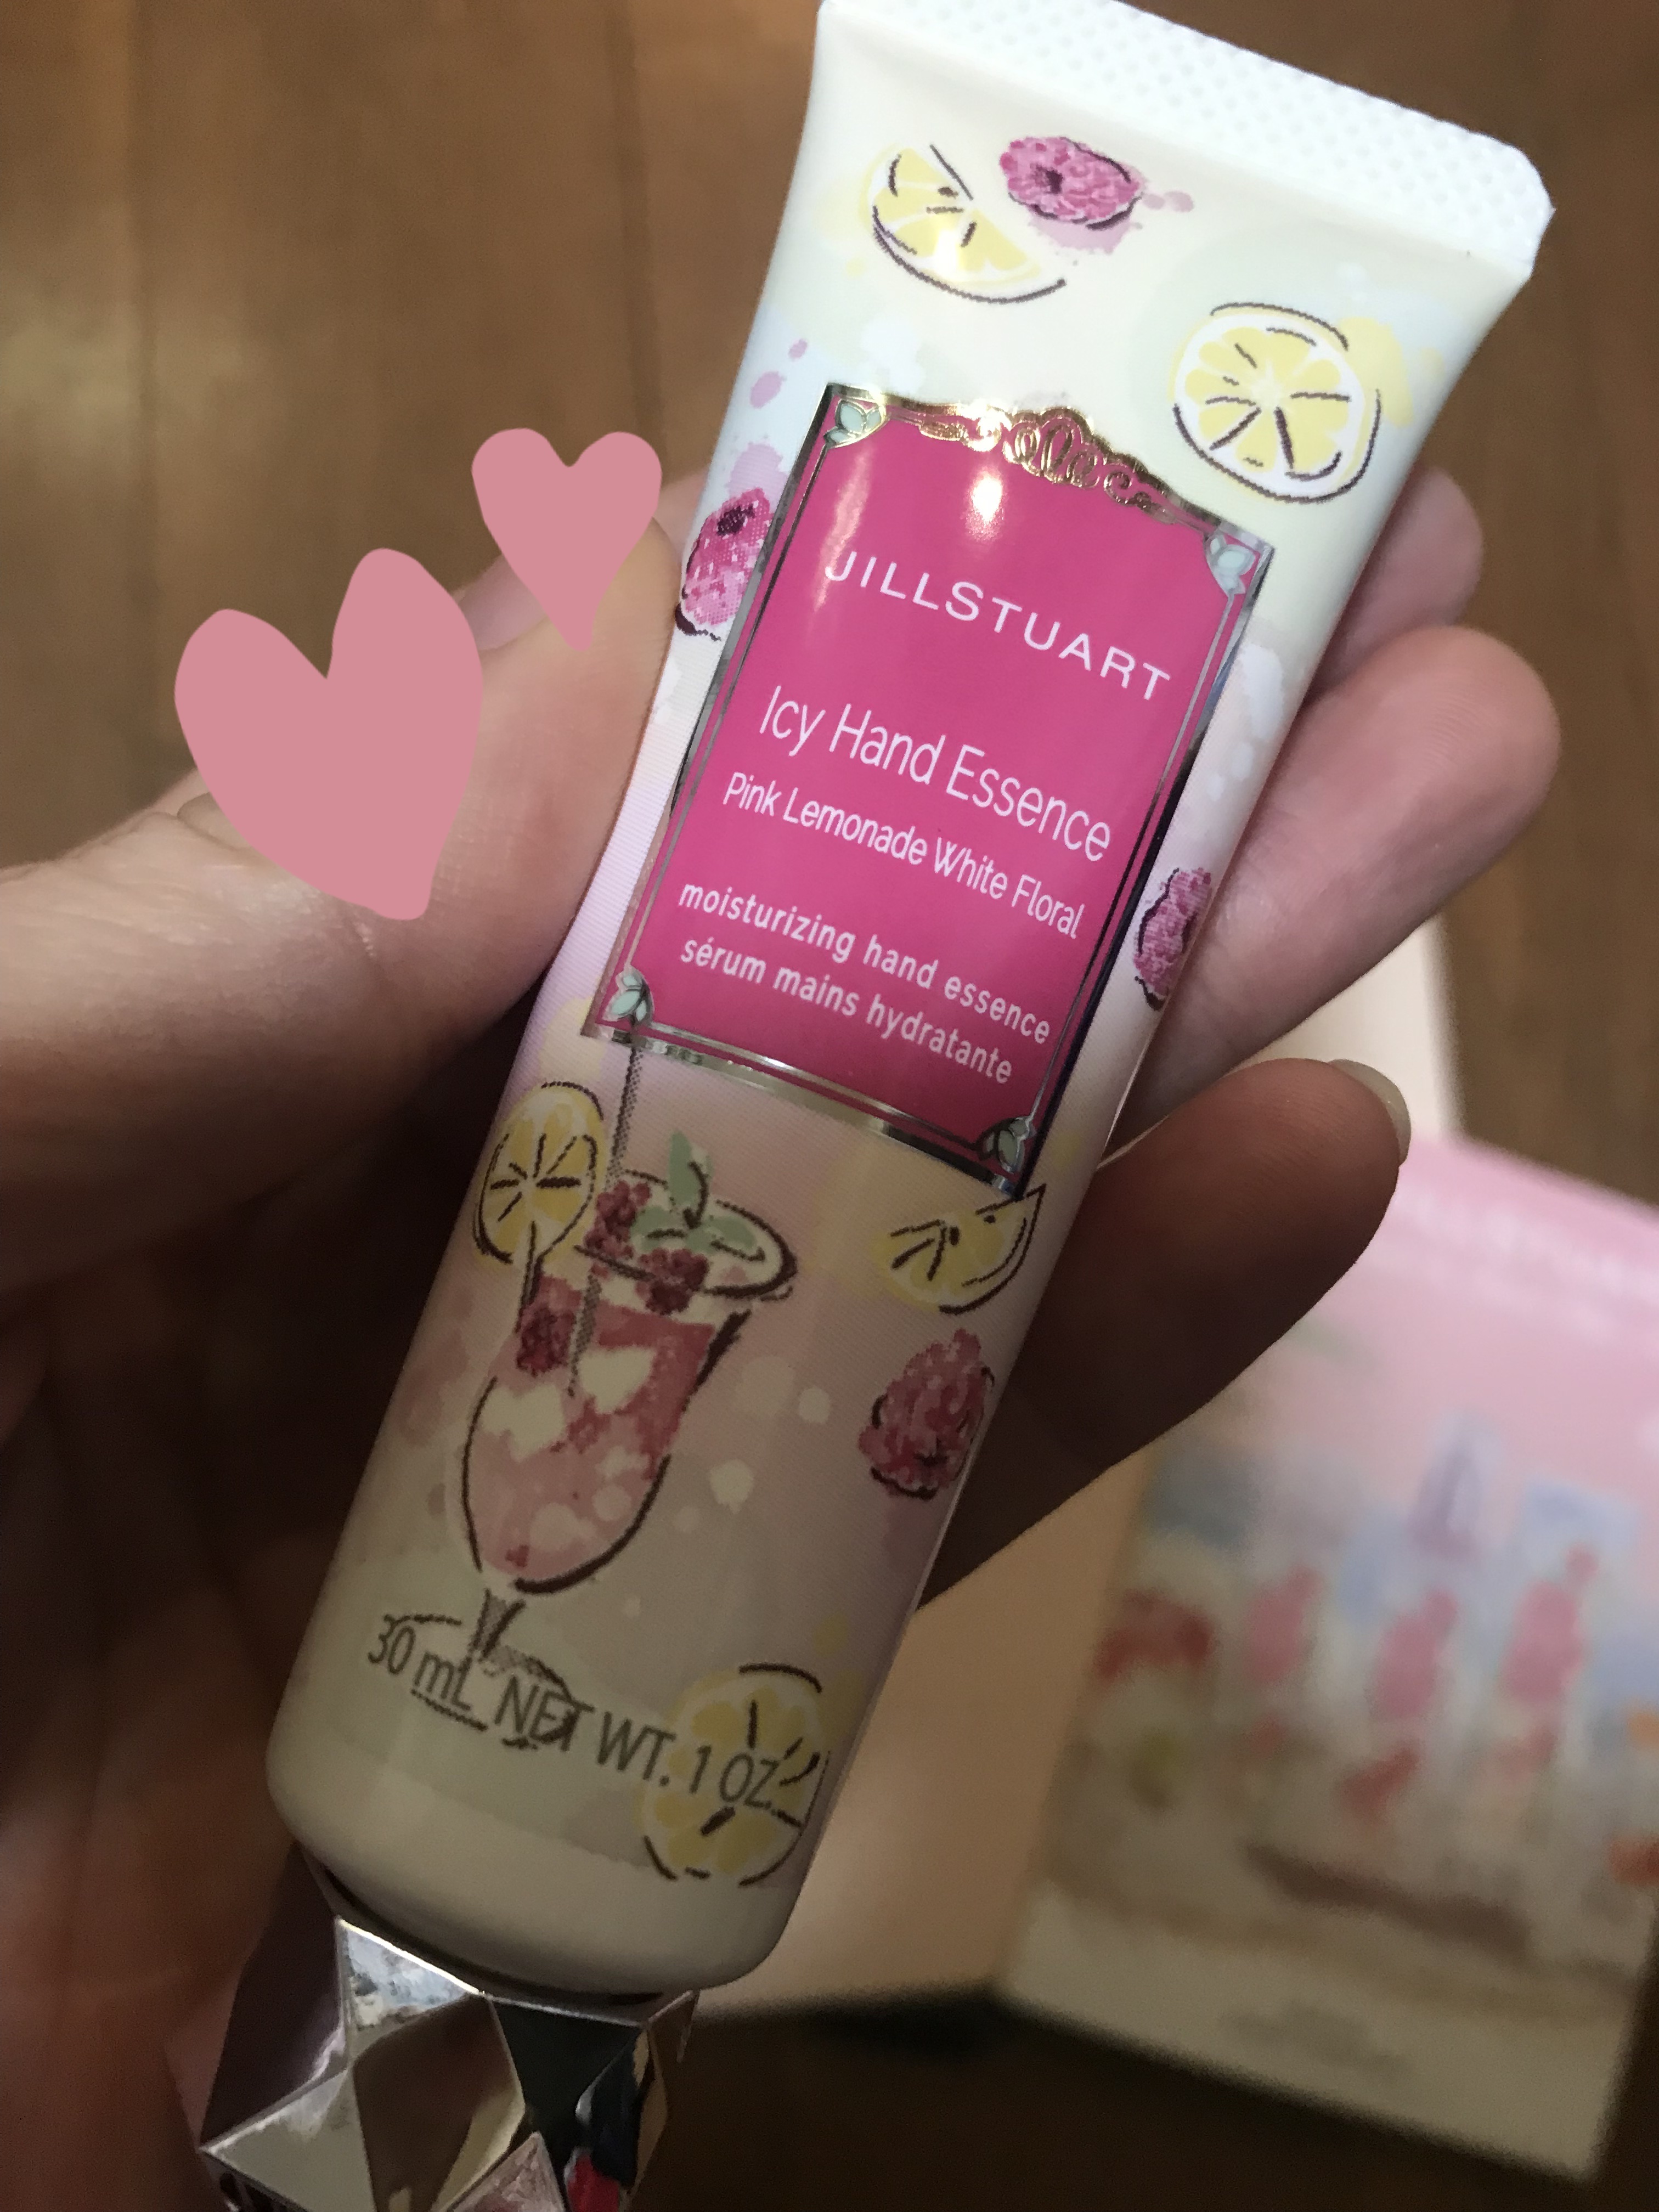 JILLSTUART
Icy Hand Essence
Pink Lemonade White Floral
moisturizing hand essence
sérum mains hydratante
30 mL NET WT. 1 OZ.